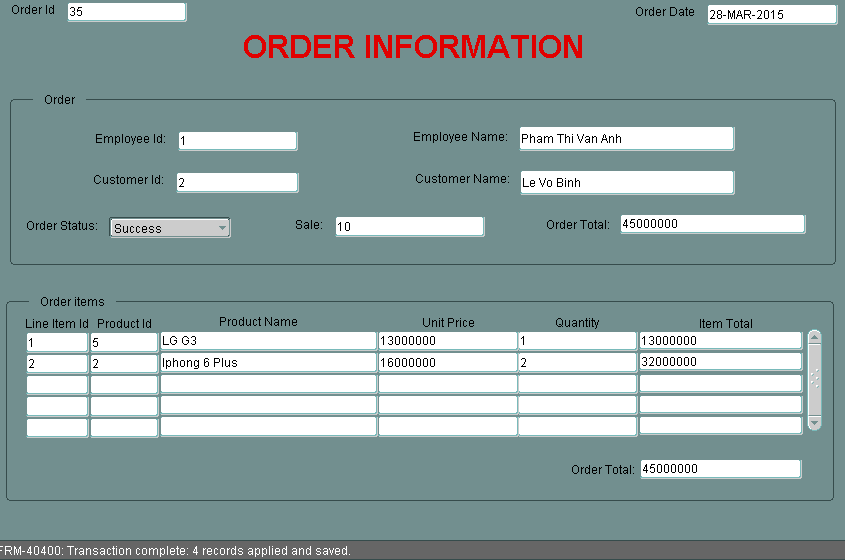 Order Id 35 Order Date 28-MAR-2015
ORDER INFORMATION
Order
Employee Id: 1 Employee Name: Pham Thi Van Anh
Customer Id: 2 Customer Name: Le Vo Binh
Order Status: Success Sale: 10 Order Total: 45000000
Order items
Line Item Id Product Id Product Name Unit Price Quantity Item Total
1 5 LG G3 13000000 1 13000000
2 2 Iphong 6 Plus 16000000 2 32000000
Order Total: 45000000
FRM-40400: Transaction complete: 4 records applied and saved.